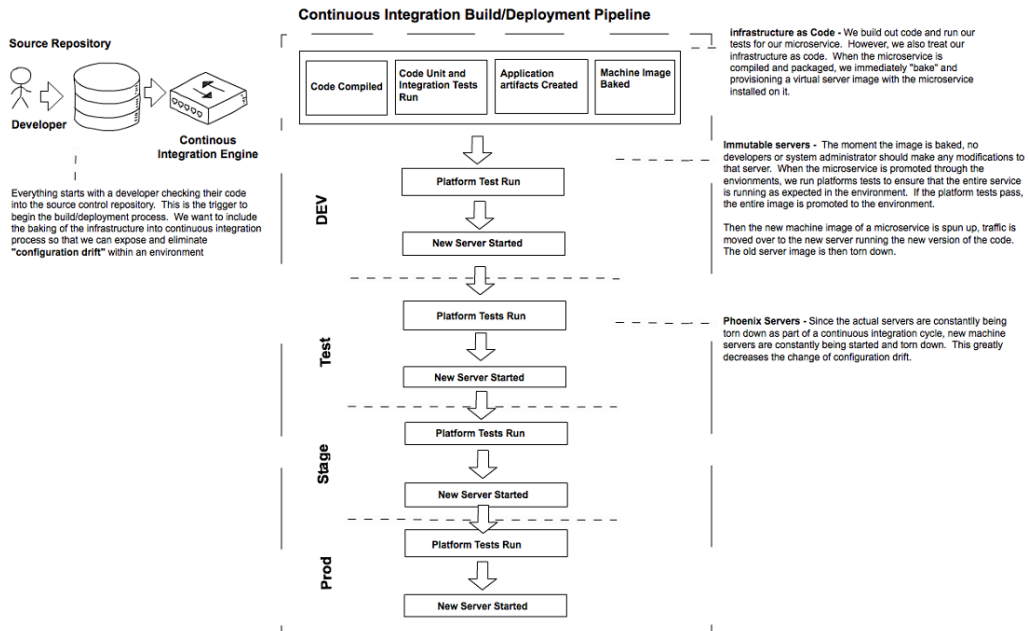 Continuous Integration Build/Deployment Pipeline
Source Repository
Developer
Continous
Integration Engine
Everything starts with a developer checking their code
into the source control repository.  This is the trigger to
begin the build/deployment process.  We want to include
the baking of the infrastructure into continuous integration
process so that we can expose and eliminate
"configuration drift" within an environment
Code Compiled
Code Unit and
Integration Tests
Run
Application
artifacts Created
Machine Image
Baked
DEV
Platform Test Run
New Server Started
Test
Platform Tests Run
New Server Started
Stage
Platform Tests Run
New Server Started
Prod
Platform Tests Run
New Server Started
infrastructure as Code - We build out code and run our
tests for our microservice.  However, we also treat our
infrastructure as code.  When the microservice is
compiled and packaged, we immediately "bake" and
provisioning a virtual server image with the microservice
installed on it.
Immutable servers -  The moment the image is baked, no
developers or system administrator should make any modifications to
that server.  When the microservice is promoted through the
envionments, we run platforms tests to ensure that the entire service
is running as expected in the environment.  If the platform tests pass,
the entire image is promoted to the environment.
Then the new machine image of a microservice is spun up, traffic is
moved over to the new server running the new version of the code.
The old server image is then torn down.
Phoenix Servers - Since the actual servers are constantly being
torn down as part of a continuous integration cycle, new machine
servers are constantly being started and torn down.  This greatly
decreases the change of configuration drift.